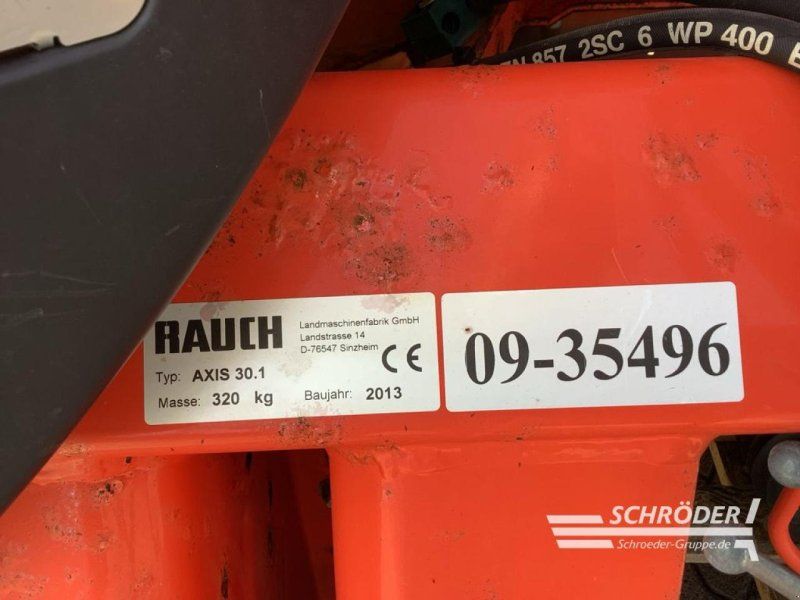 857 2SC 6 WP 400
RAUCH
Landmaschinenfabrik GmbH
Landstrasse 14
D-76547 Sinzheim
CE
Typ: AXIS 30.1
Masse: 320 kg Baujahr: 2013
09-35496
SCHRÖDER
Schroeder-Gruppe.de